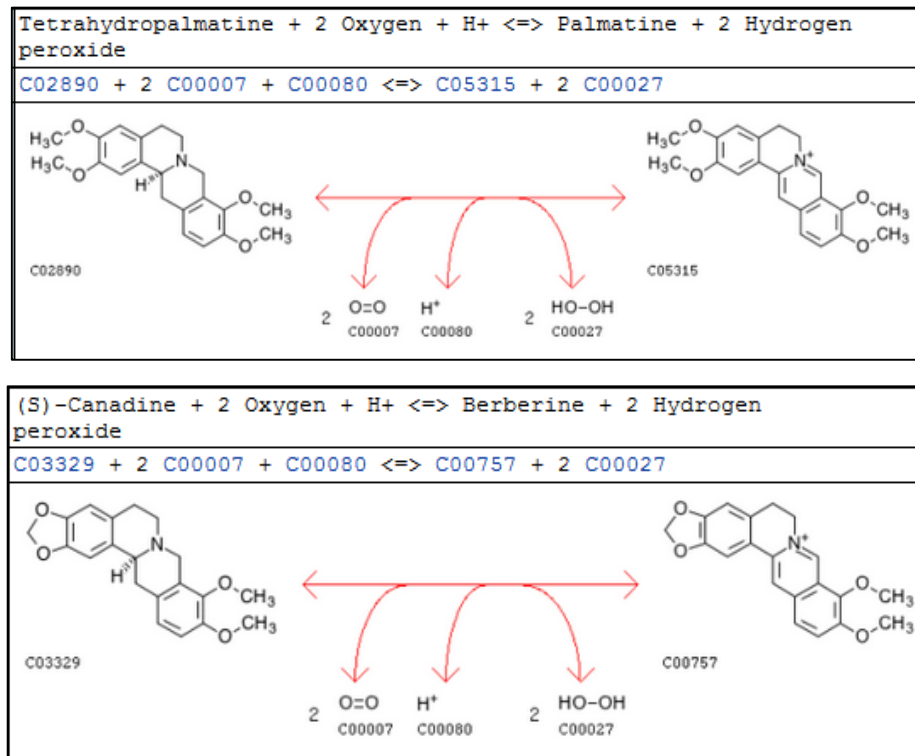 Tetrahydropalmatine + 2 Oxygen + H+ <=> Palmatine + 2 Hydrogen
peroxide
C02890 + 2 C00007 + C00080 <=> C05315 + 2 C00027
H₃C O
H₃C O
N
H
O CH₃
O CH₃
C02890
H₃C O
H₃C O
N⁺
O CH₃
O CH₃
C05315
2 O=O H⁺ 2 HO-OH
C00007 C00080 C00027
(S)-Canadine + 2 Oxygen + H+ <=> Berberine + 2 Hydrogen
peroxide
C03329 + 2 C00007 + C00080 <=> C00757 + 2 C00027
O
O
N
H
O CH₃
O CH₃
C03329
O
O
N⁺
O CH₃
O CH₃
C00757
2 O=O H⁺ 2 HO-OH
C00007 C00080 C00027